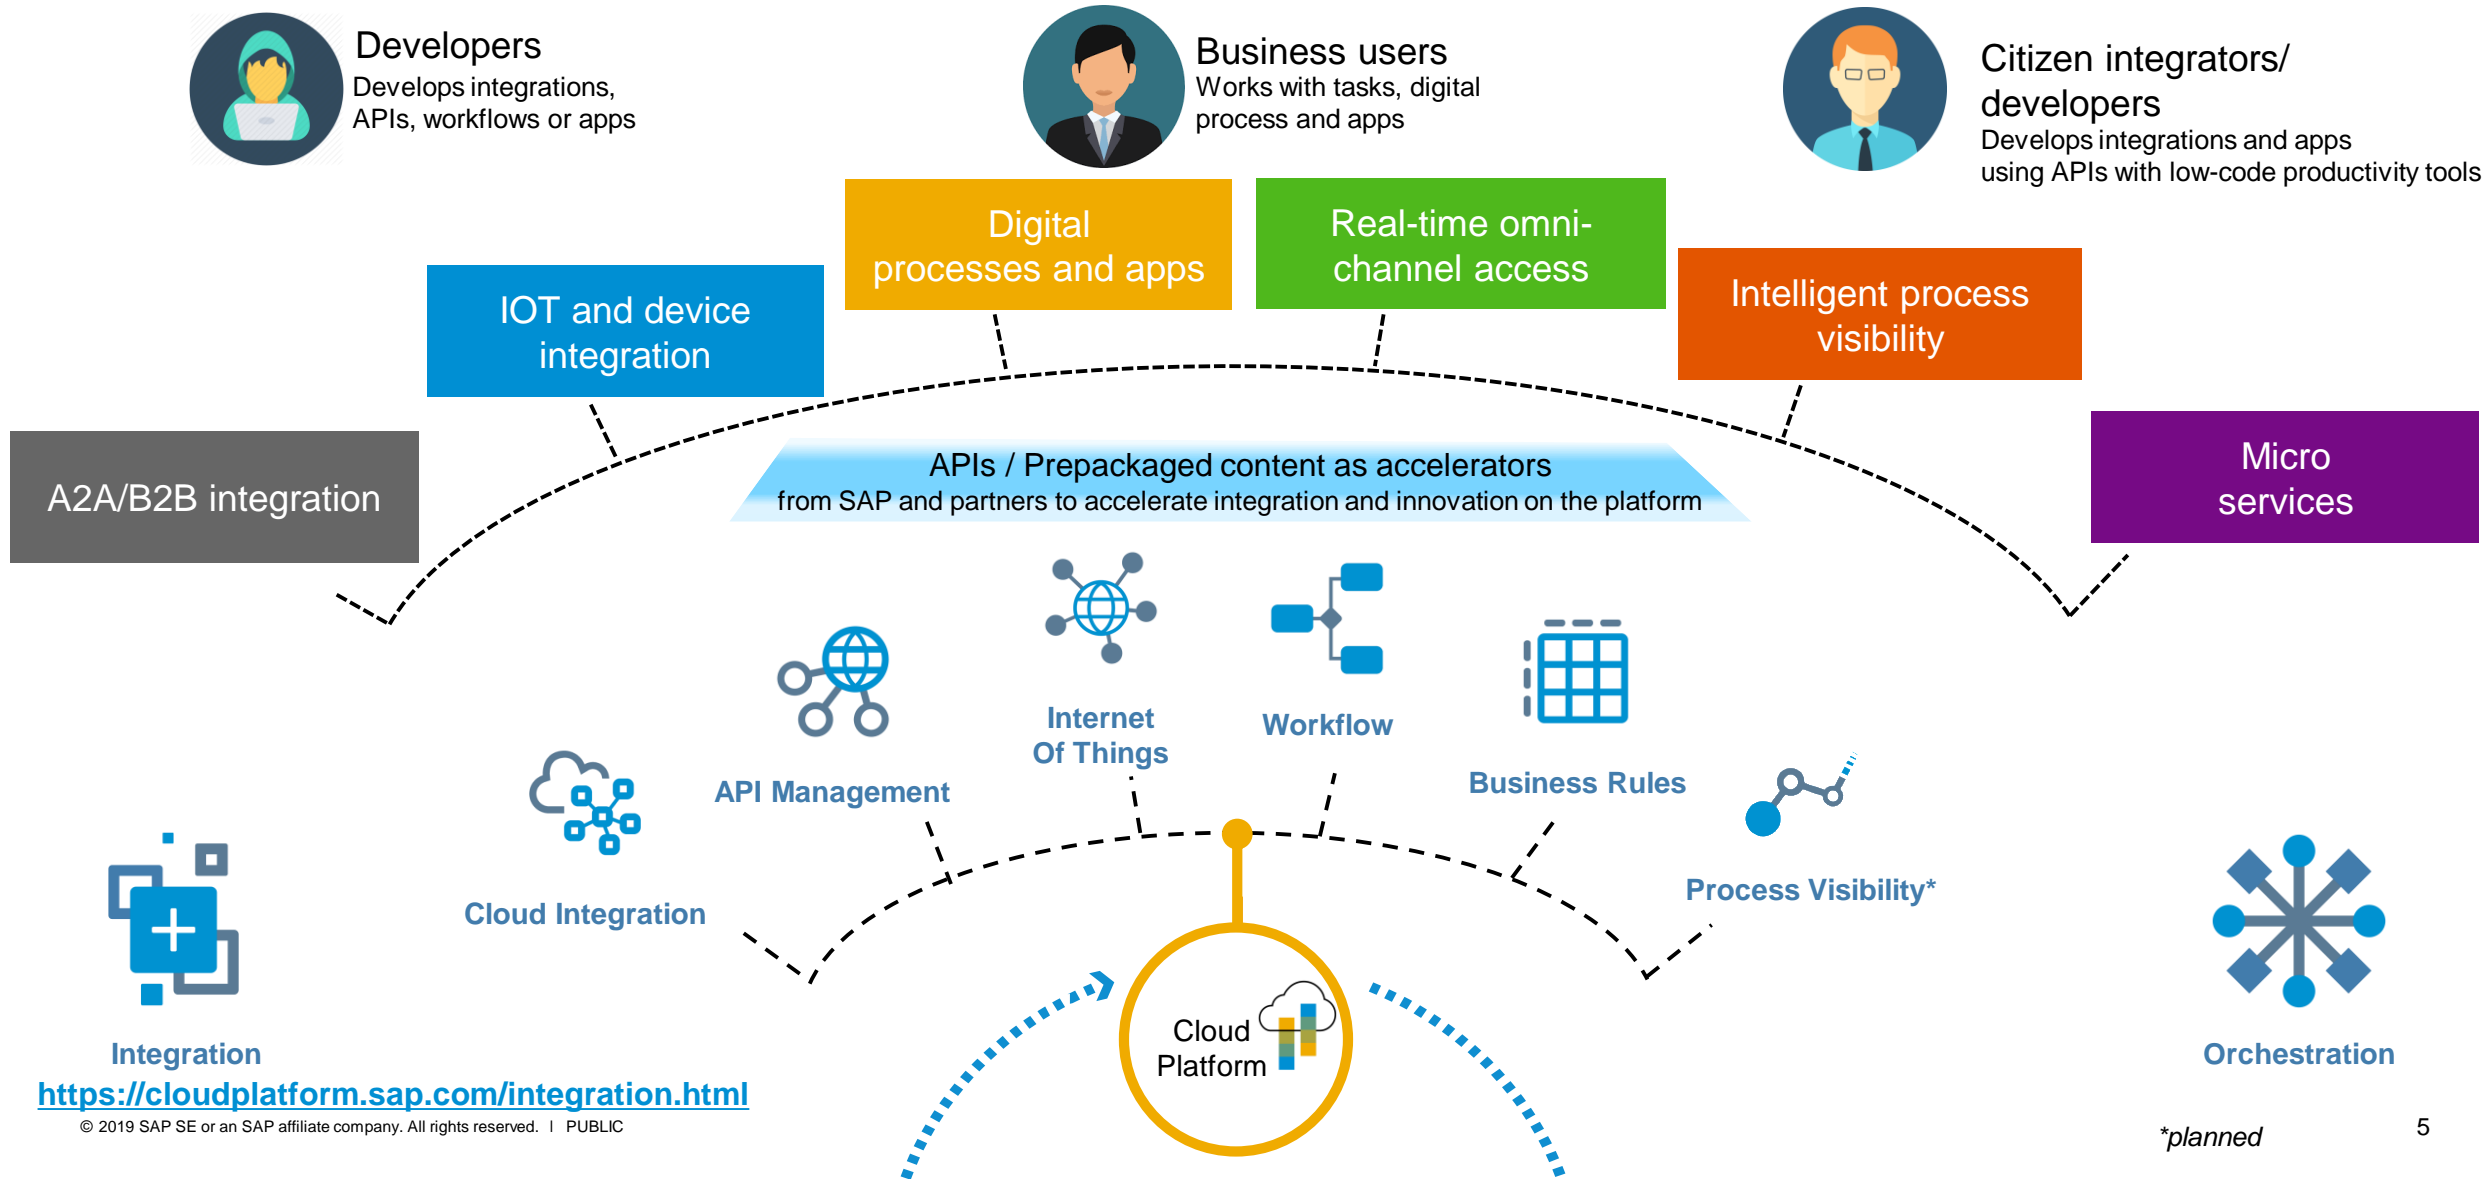 Developers
Develops integrations,
APIs, workflows or apps
Business users
Works with tasks, digital
process and apps
Citizen integrators/
developers
Develops integrations and apps
using APIs with low-code productivity tools
Digital
processes and apps
Real-time omni-
channel access
IOT and device
integration
Intelligent process
visibility
A2A/B2B integration
Micro
services
APIs / Prepackaged content as accelerators
from SAP and partners to accelerate integration and innovation on the platform
Internet
Of Things
Workflow
API Management
Business Rules
Cloud Integration
Process Visibility*
Cloud
Platform
Integration
Orchestration
https://cloudplatform.sap.com/integration.html
© 2019 SAP SE or an SAP affiliate company. All rights reserved. ǀ PUBLIC
*planned
5